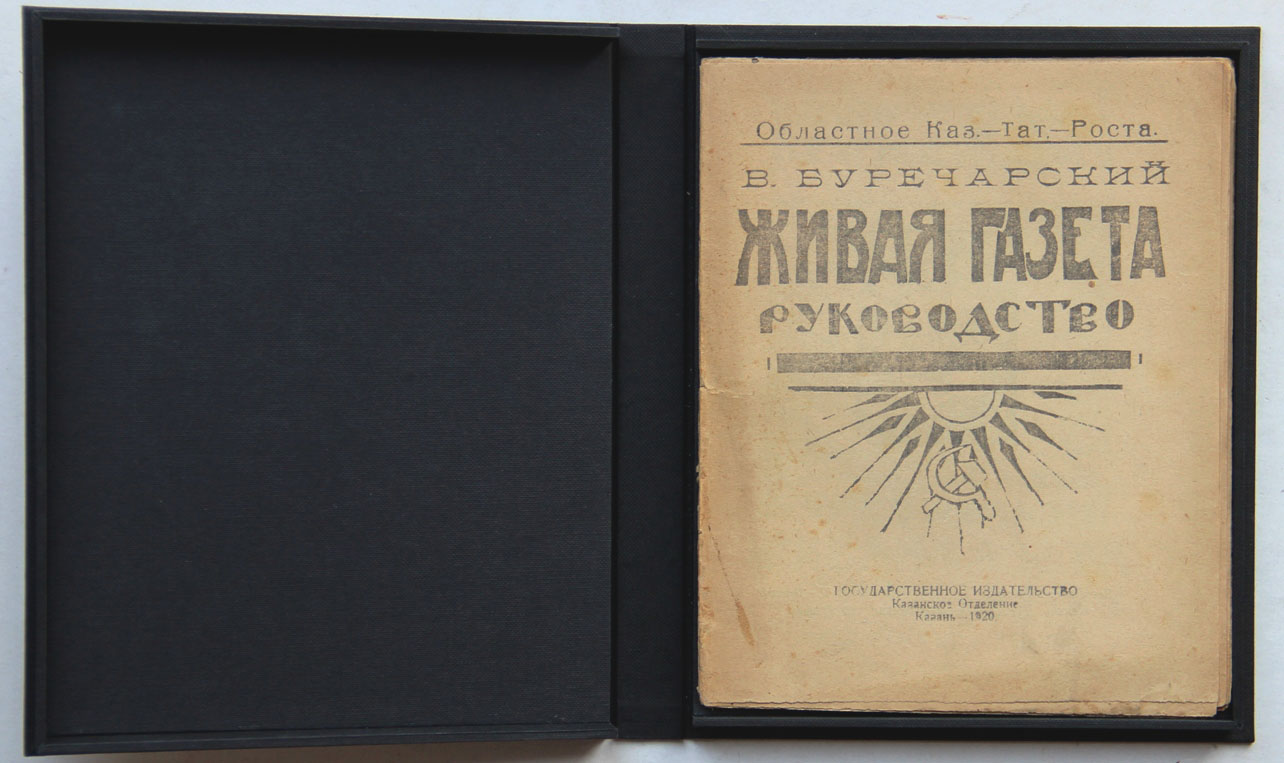 Областное Каз.—Тат.—Роста.
В. БУРЕЧАРСКИЙ
ЖИВАЯ ГАЗЕТА
РУКОВОДСТВО
ГОСУДАРСТВЕННОЕ ИЗДАТЕЛЬСТВО
Казанское Отделение
Казань—1920.